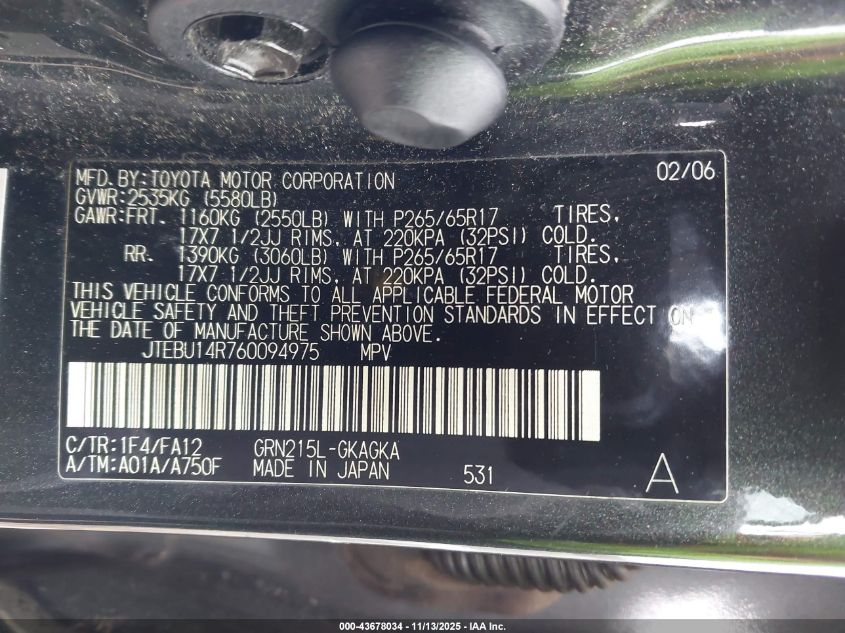 MFD.BY:TOYOTA MOTOR CORPORATION 02/06
GVWR:2535KG (5580LB)
GAWR:FRT. 1160KG (2550LB) WITH P265/65R17 TIRES,
17X7 1/2JJ RIMS, AT 220KPA (32PSI) COLD.
RR. 1390KG (3060LB) WITH P265/65R17 TIRES,
17X7 1/2JJ RIMS, AT 220KPA (32PSI) COLD.
THIS VEHICLE CONFORMS TO ALL APPLICABLE FEDERAL MOTOR
VEHICLE SAFETY AND THEFT PREVENTION STANDARDS IN EFFECT ON
THE DATE OF MANUFACTURE SHOWN ABOVE.
JTEBU14R760094975 MPV
C/TR:1F4/FA12 GRN215L-GKAGKA
A/TM:A01A/A750F MADE IN JAPAN 531 A
000-43678034 - 11/13/2025 - IAA Inc.